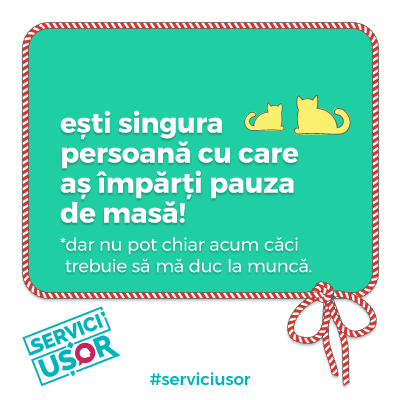 ești singura
persoană cu care
aș împărți pauza
de masă!
*dar nu pot chiar acum căci
trebuie să mă duc la muncă.
SERVICI
UȘOR
#serviciusor